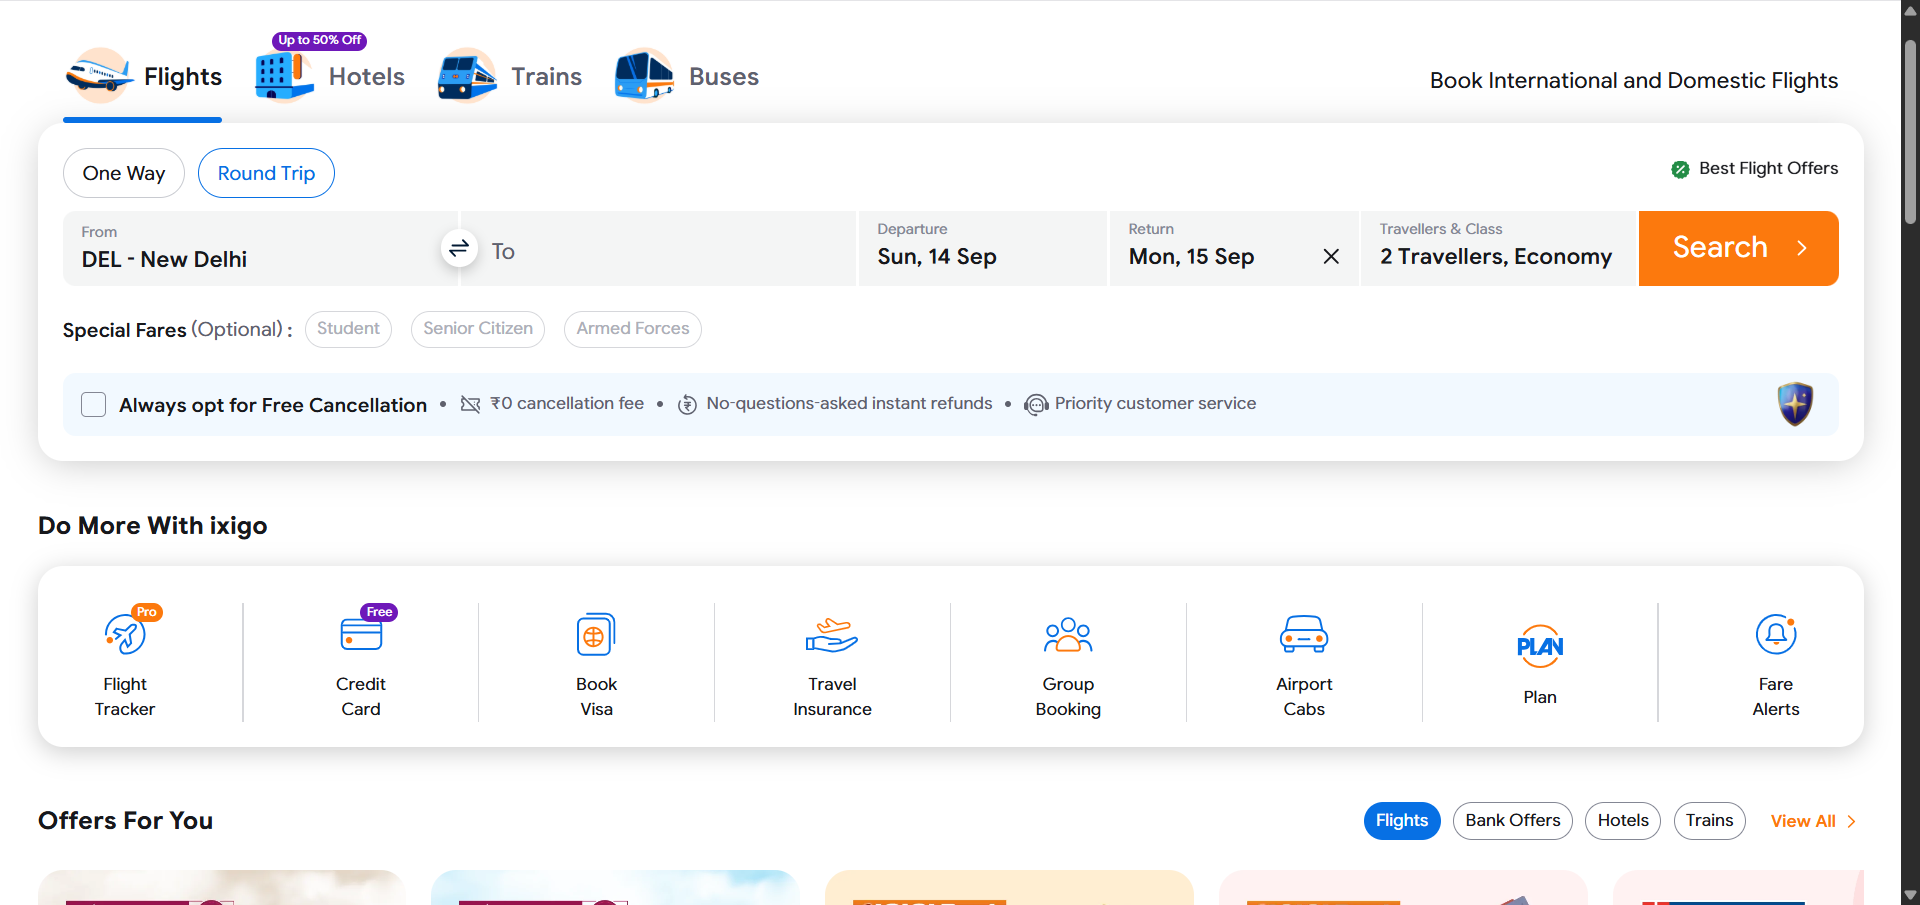 Up to 50% Off
Flights
Hotels
Trains
Buses
Book International and Domestic Flights
One Way
Round Trip
Best Flight Offers
From
DEL - New Delhi
To
Departure
Sun, 14 Sep
Return
Mon, 15 Sep
Travellers & Class
2 Travellers, Economy
Search
Special Fares (Optional) :
Student
Senior Citizen
Armed Forces
Always opt for Free Cancellation • ₹0 cancellation fee • No-questions-asked instant refunds • Priority customer service
Do More With ixigo
Pro
Flight
Tracker
Free
Credit
Card
Book
Visa
Travel
Insurance
Group
Booking
Airport
Cabs
PLAN
Plan
Fare
Alerts
Offers For You
Flights
Bank Offers
Hotels
Trains
View All